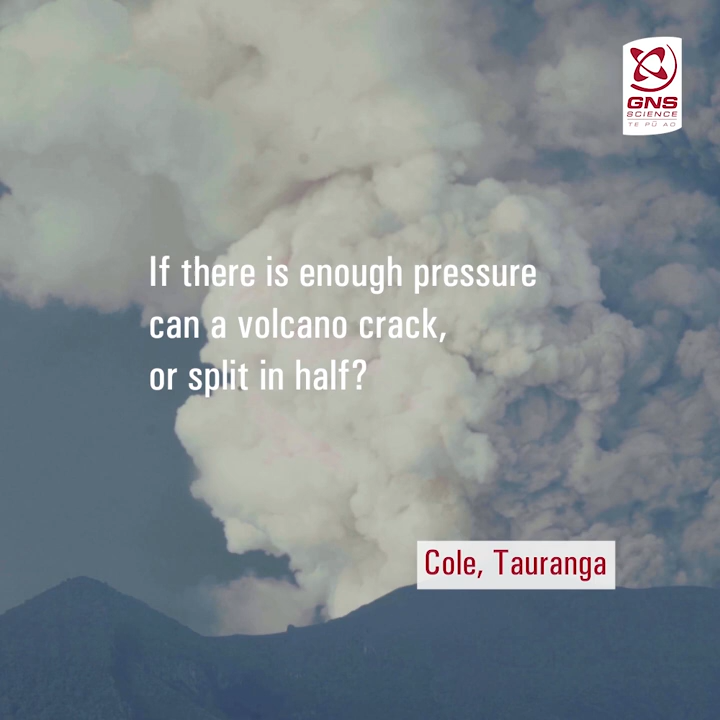 GNS
SCIENCE
TE PŪ AO
If there is enough pressure
can a volcano crack,
or split in half?
Cole, Tauranga